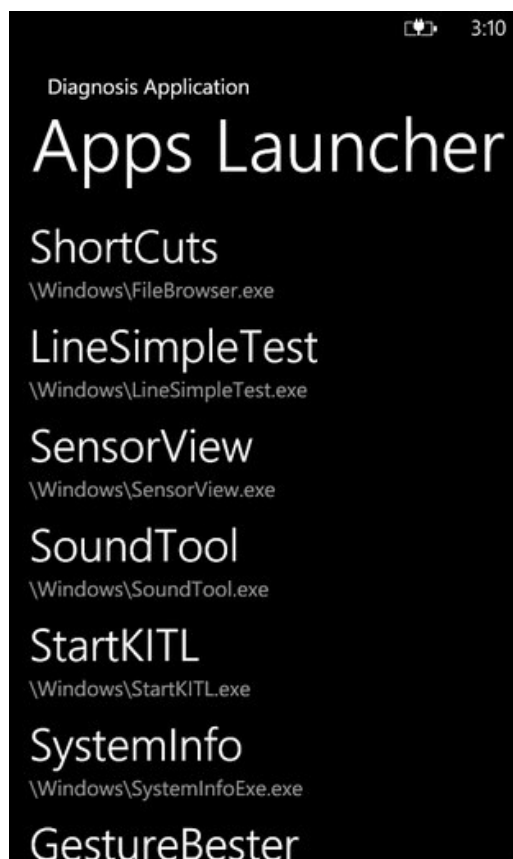 3:10
Diagnosis Application
Apps Launcher
ShortCuts
\Windows\FileBrowser.exe
LineSimpleTest
\Windows\LineSimpleTest.exe
SensorView
\Windows\SensorView.exe
SoundTool
\Windows\SoundTool.exe
StartKITL
\Windows\StartKITL.exe
SystemInfo
\Windows\SystemInfoExe.exe
GestureBester